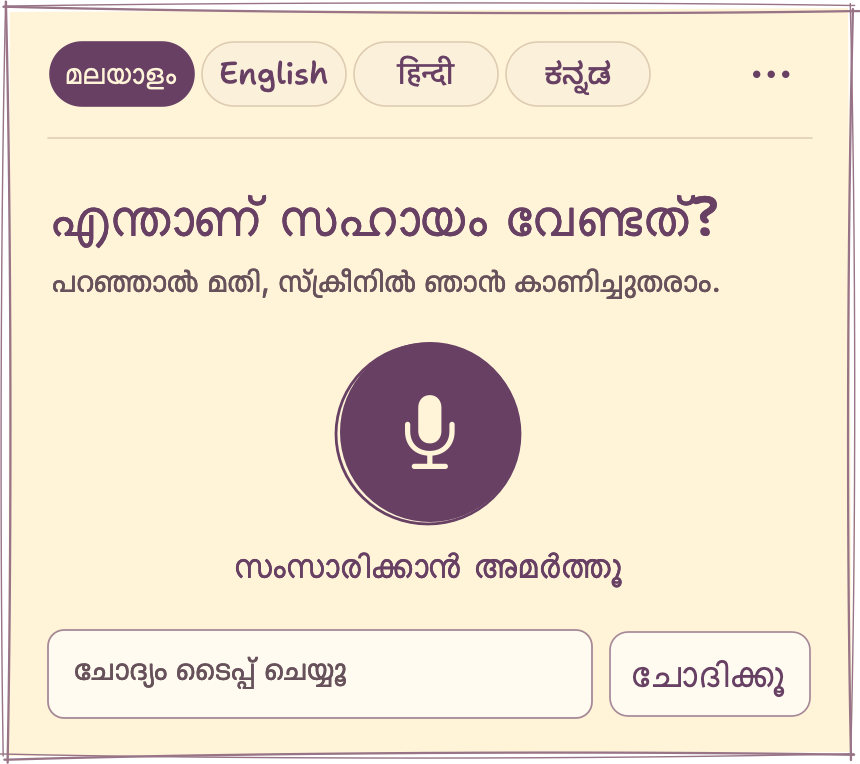 മലയാളം English हिन्दी ಕನ್ನಡ
എന്താണ് സഹായം വേണ്ടത്?
പറഞ്ഞാൽ മതി, സ്ക്രീനിൽ ഞാൻ കാണിച്ചുതരാം.
സംസാരിക്കാൻ അമർത്തൂ
ചോദ്യം ടൈപ്പ് ചെയ്യൂ ചോദിക്കൂ